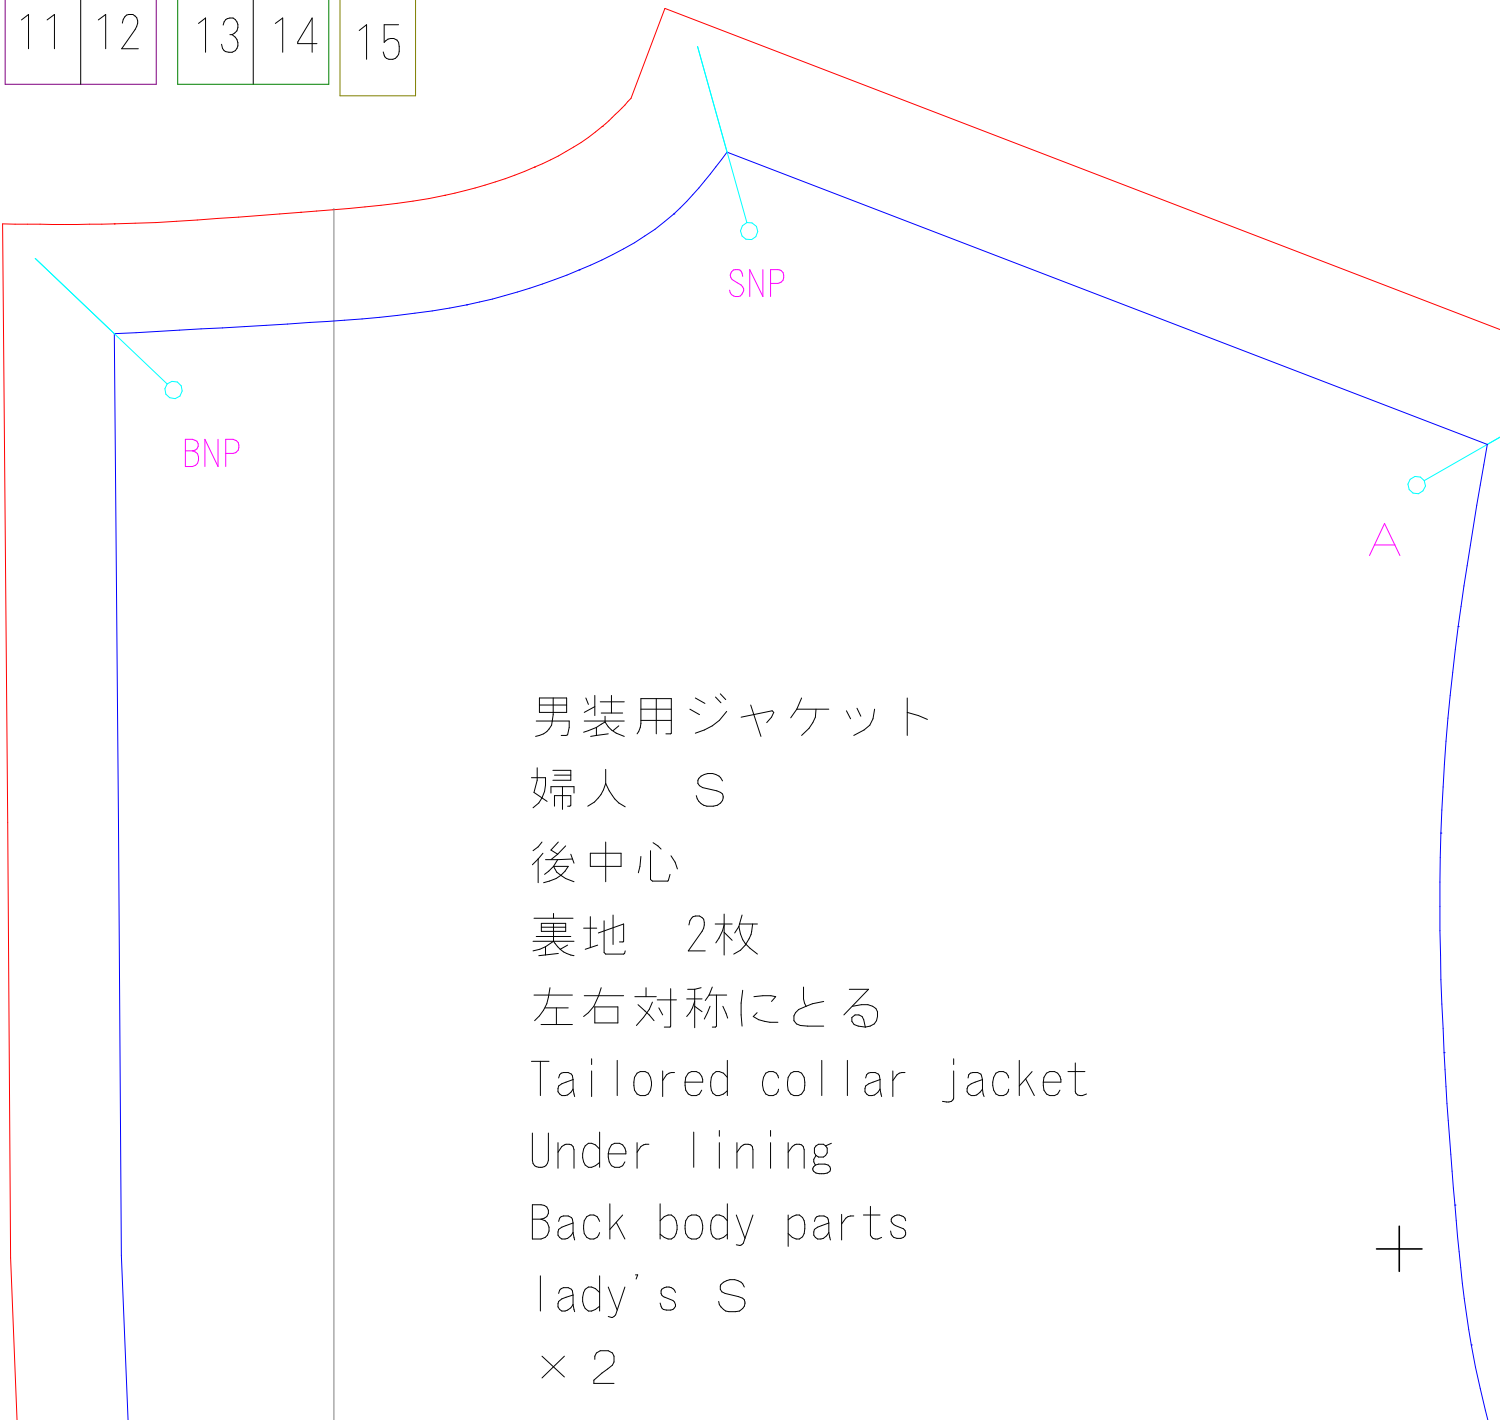 11 12 13 14 15
SNP
BNP
A
男装用ジャケット
婦人　S
後中心
裏地　2枚
左右対称にとる
Tailored collar jacket
Under lining
Back body parts
lady's S
×2